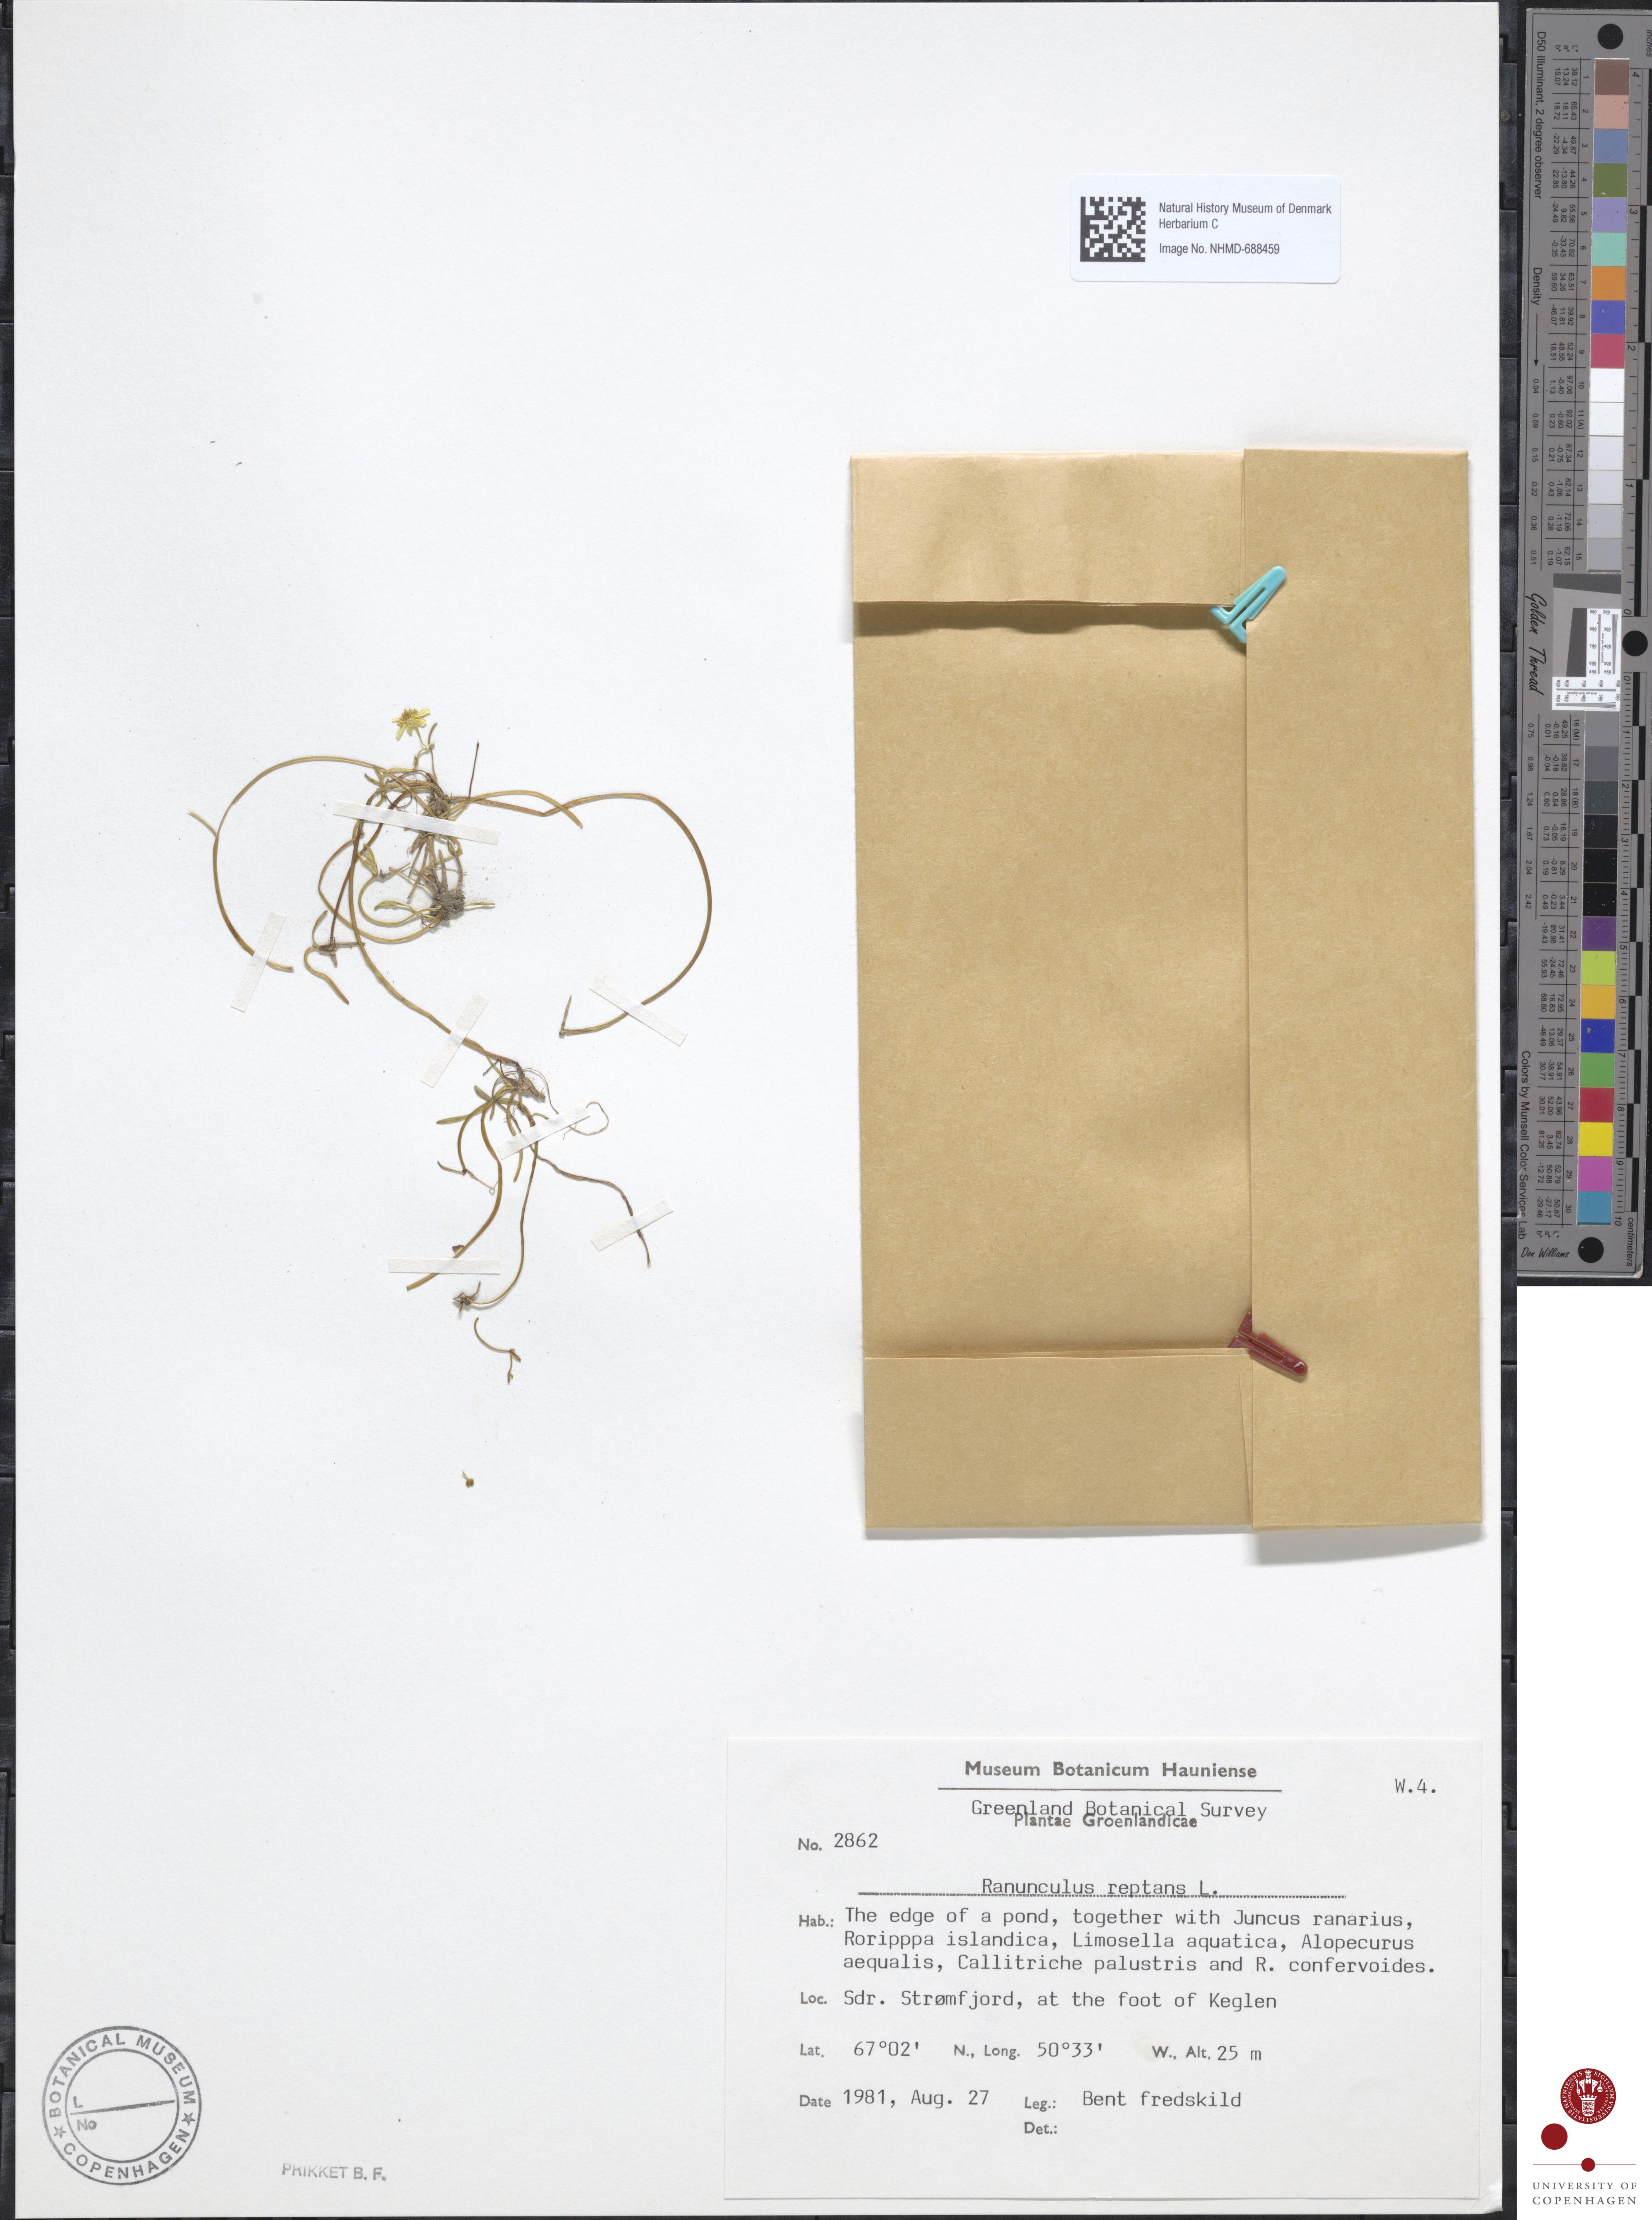 Natural History Museum of Denmark
Herbarium C
Image No. NHMD-688459
Museum Botanicum Hauniense
W.4.
Greenland Botanical Survey
Plantae Groenlandicae
No. 2862
Ranunculus reptans L.
Hab.: The edge of a pond, together with Juncus ranarius,
Roripppa islandica, Limosella aquatica, Alopecurus
aequalis, Callitriche palustris and R. confervoides.
Loc. Sdr. Strømfjord, at the foot of Keglen
Lat. 67°02' N., Long. 50°33' W., Alt. 25 m
Date 1981, Aug. 27 Leg.: Bent fredskild
Det.:
BOTANICAL MUSEUM
L
No
COPENHAGEN
PRIKKET B. F.
D50 Illuminant, 2 degree observer
Density
Golden Thread
Colors by Munsell Color Services Lab
Don Williams
inches
centimeters
UNIVERSITY OF
COPENHAGEN